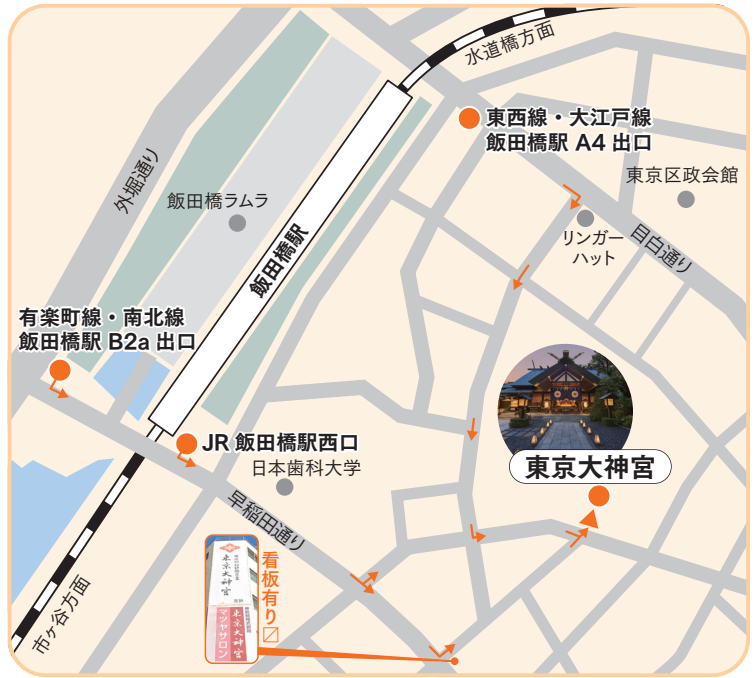 水道橋方面
東西線・大江戸線
飯田橋駅 A4 出口
外堀通り
東京区政会館
飯田橋ラムラ
リンガー
ハット
目白通り
飯田橋駅
有楽町線・南北線
飯田橋駅 B2a 出口
JR 飯田橋駅西口
日本歯科大学
東京大神宮
早稲田通り
看板有り〼
東京大神宮
東京大神宮
マツヤサロン
市ヶ谷方面